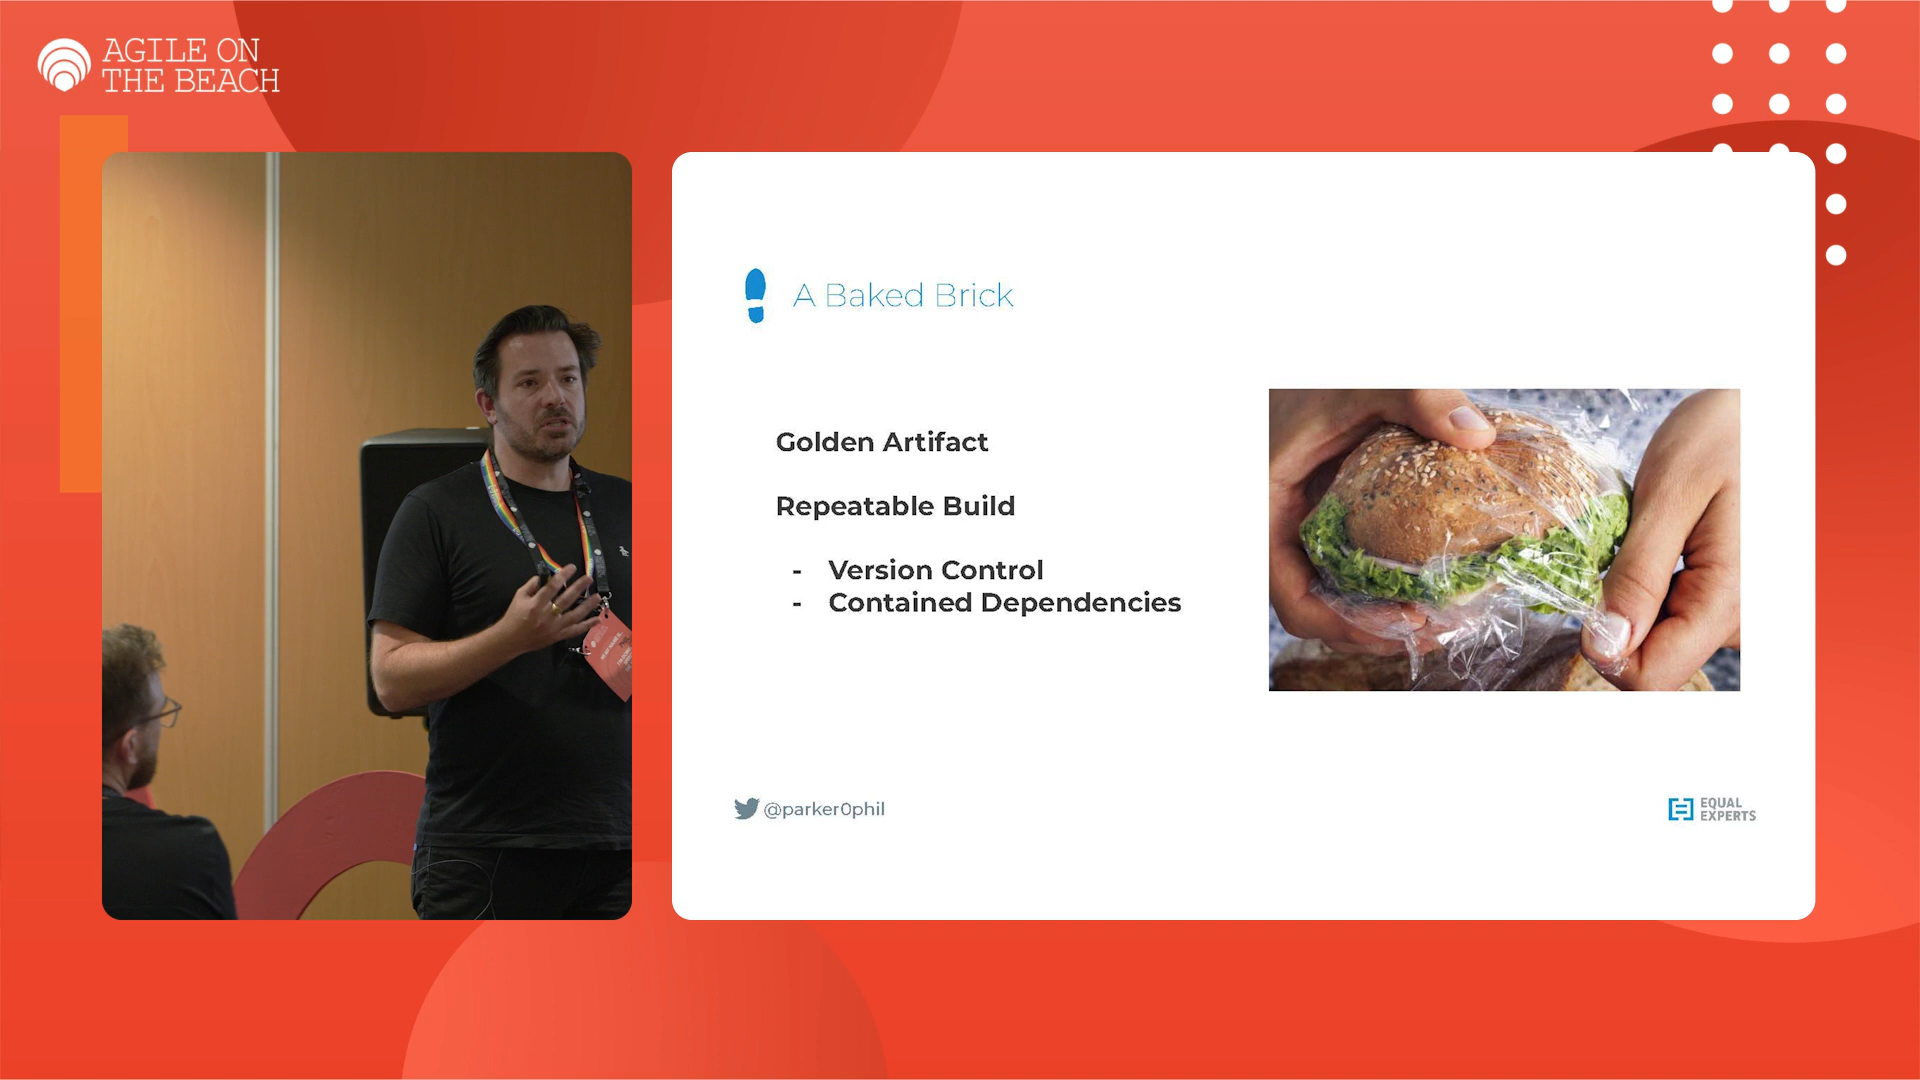 AGILE ON
THE BEACH
A Baked Brick
Golden Artifact
Repeatable Build
- Version Control
- Contained Dependencies
@parker0phil
EQUAL
EXPERTS